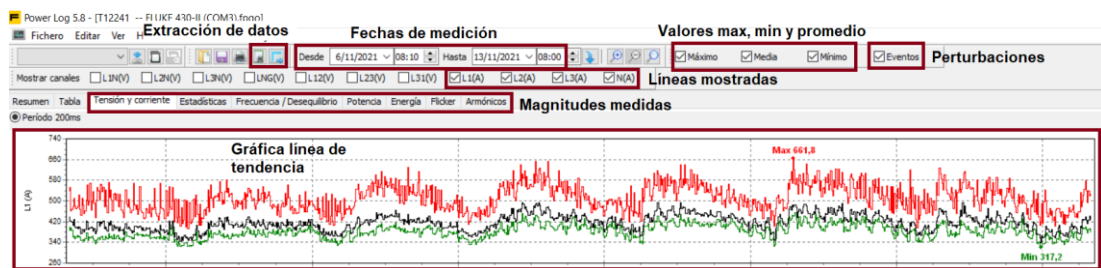 Power Log 5.8 - [T12241 -- FLUKE 430-II (COM3).fpqo]
Fichero Editar Ver H
Extracción de datos
Fechas de medición
Valores max, min y promedio
Desde 6/11/2021 08:10 Hasta 13/11/2021 08:00
Máximo Media Mínimo Eventos
Perturbaciones
Mostrar canales L1N(V) L2N(V) L3N(V) LNG(V) L12(V) L23(V) L31(V) L1(A) L2(A) L3(A) N(A)
Líneas mostradas
Resumen Tabla Tensión y corriente Estadísticas Frecuencia / Desequilibrio Potencia Energía Flicker Armónicos
Magnitudes medidas
Período 200ms
Gráfica línea de
tendencia
Max 661,8
740
660
580
500
420
340
260
L1 (A)
Min 317,2